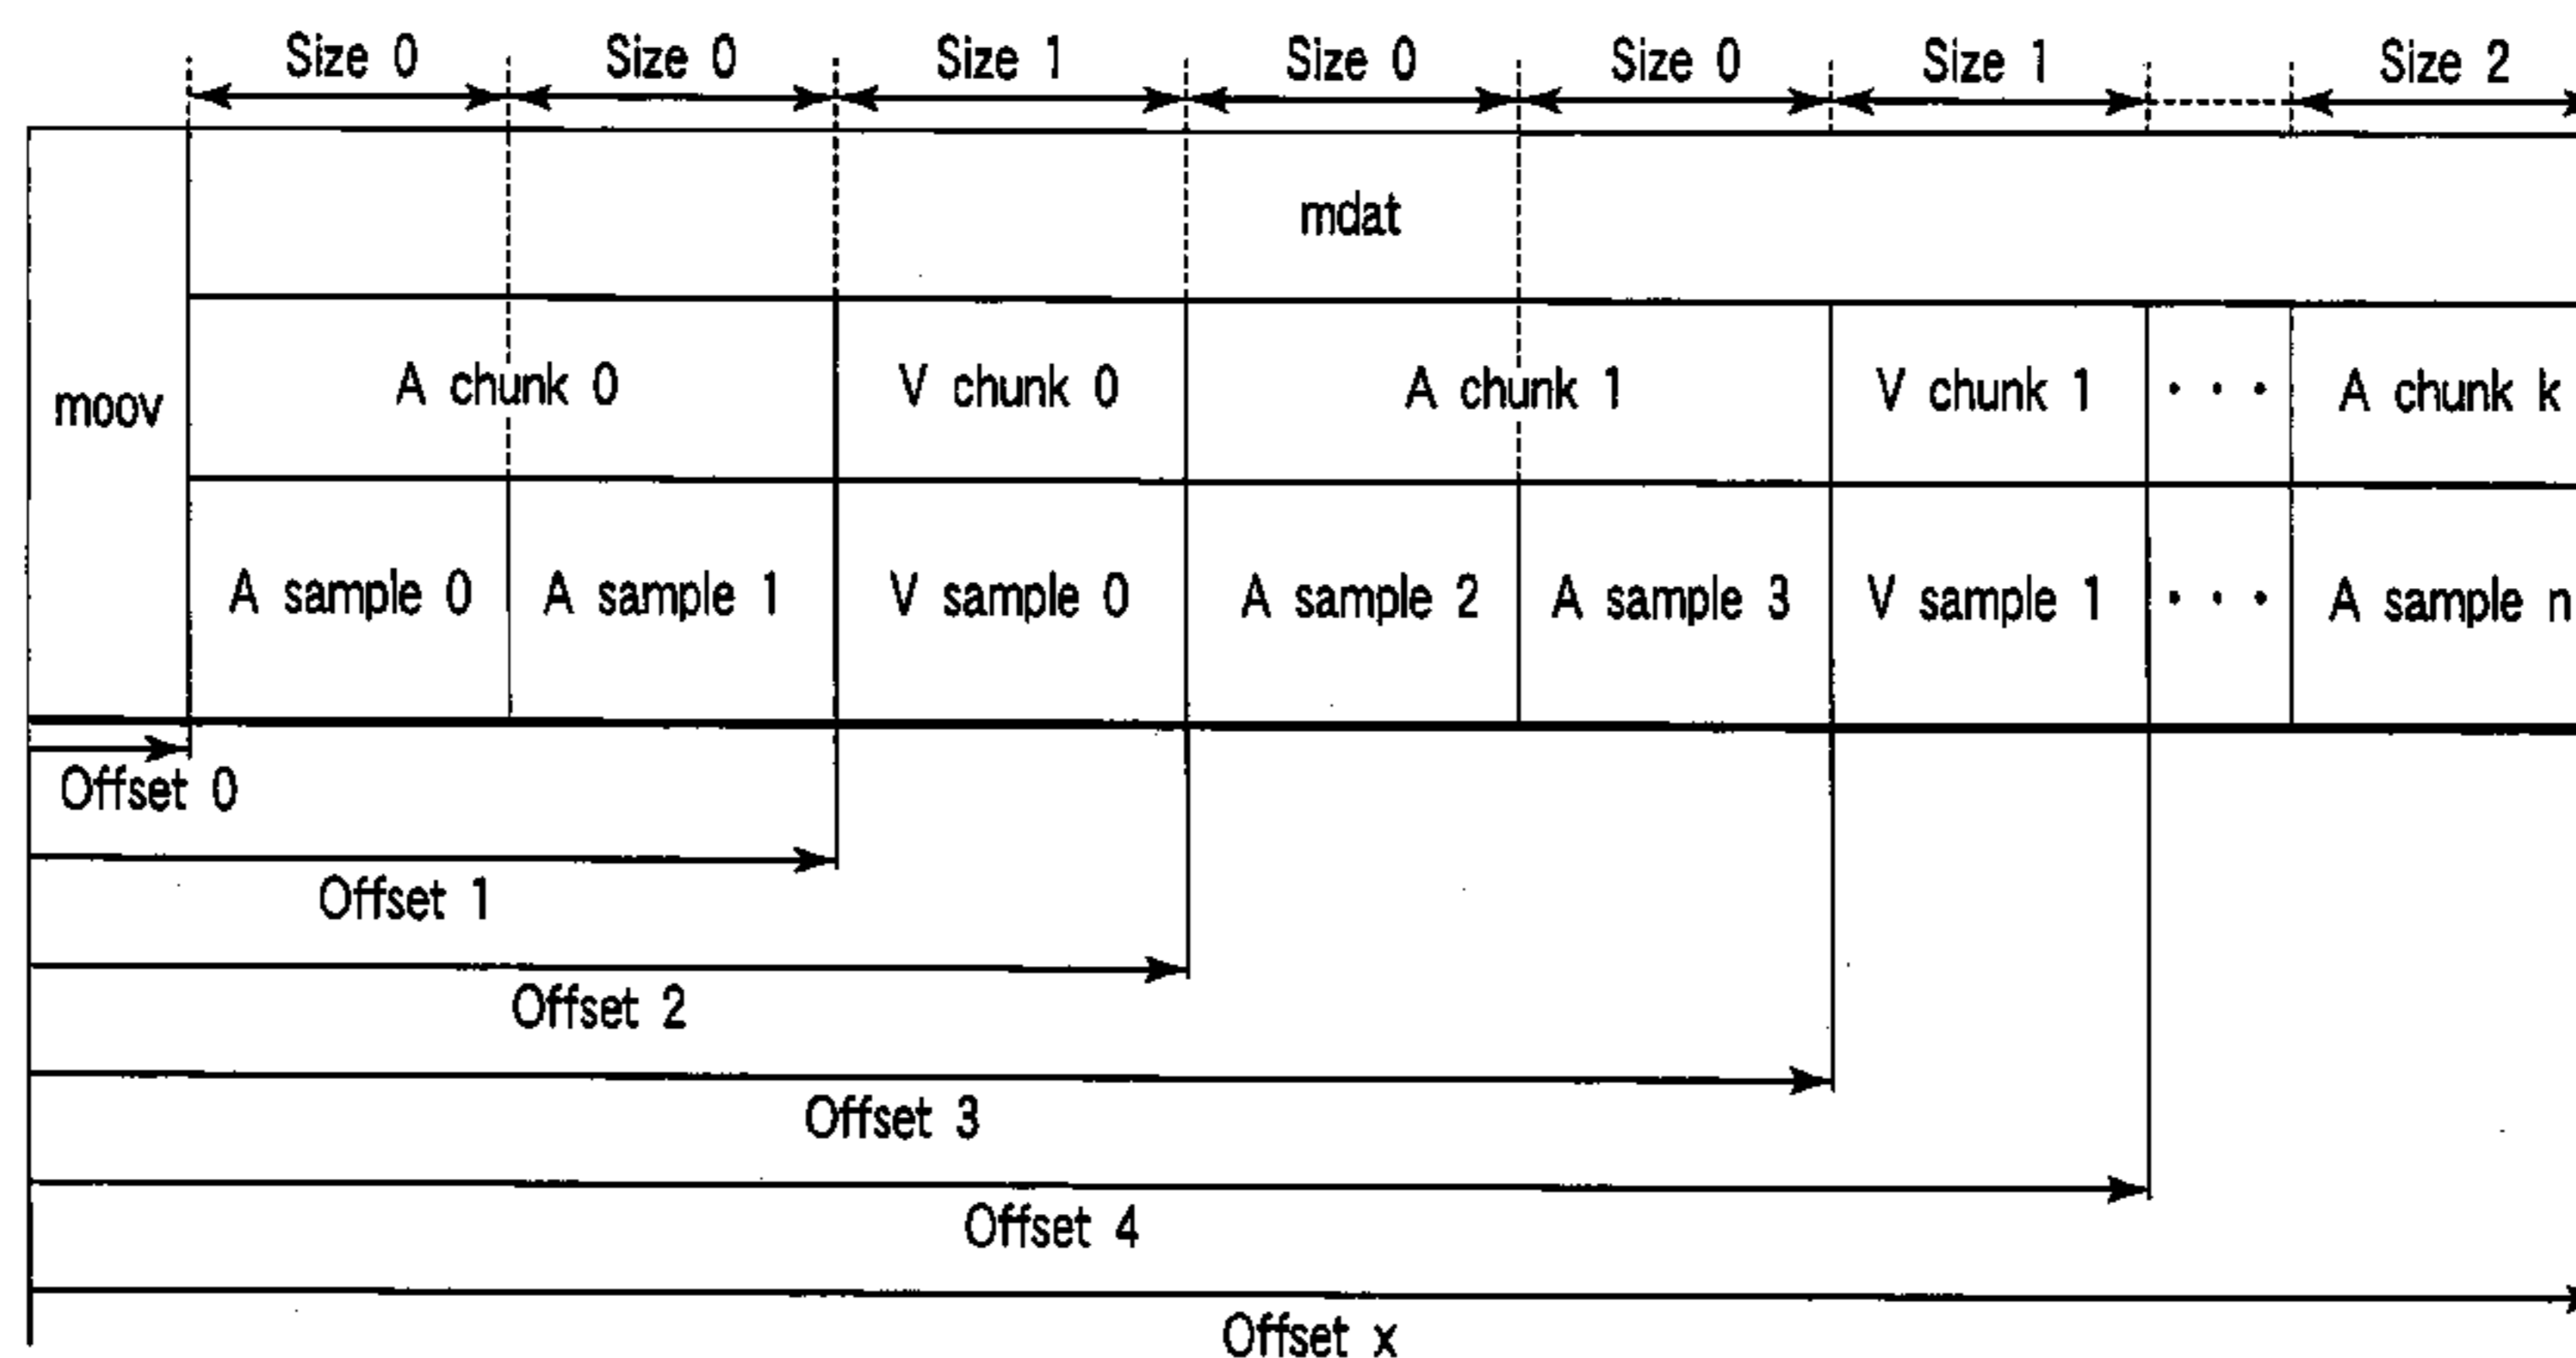 Size 0 Size 0 Size 1 Size 0 Size 0 Size 1 Size 2
mdat
moov
A chunk 0 V chunk 0 A chunk 1 V chunk 1 · · · A chunk k
A sample 0 A sample 1 V sample 0 A sample 2 A sample 3 V sample 1 · · · A sample n
Offset 0
Offset 1
Offset 2
Offset 3
Offset 4
Offset x